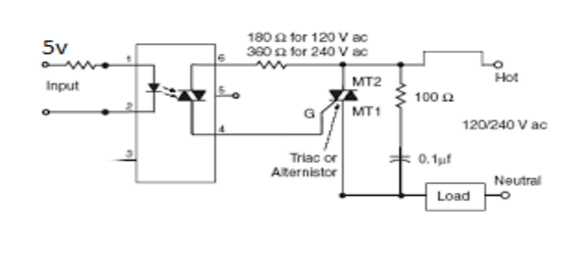 180 Ω for 120 V ac
360 Ω for 240 V ac
5v
1
6
Hot
Input
MT2
5
100 Ω
G
MT1
2
120/240 V ac
4
3
Triac or
Alternistor
0.1µf
Neutral
Load